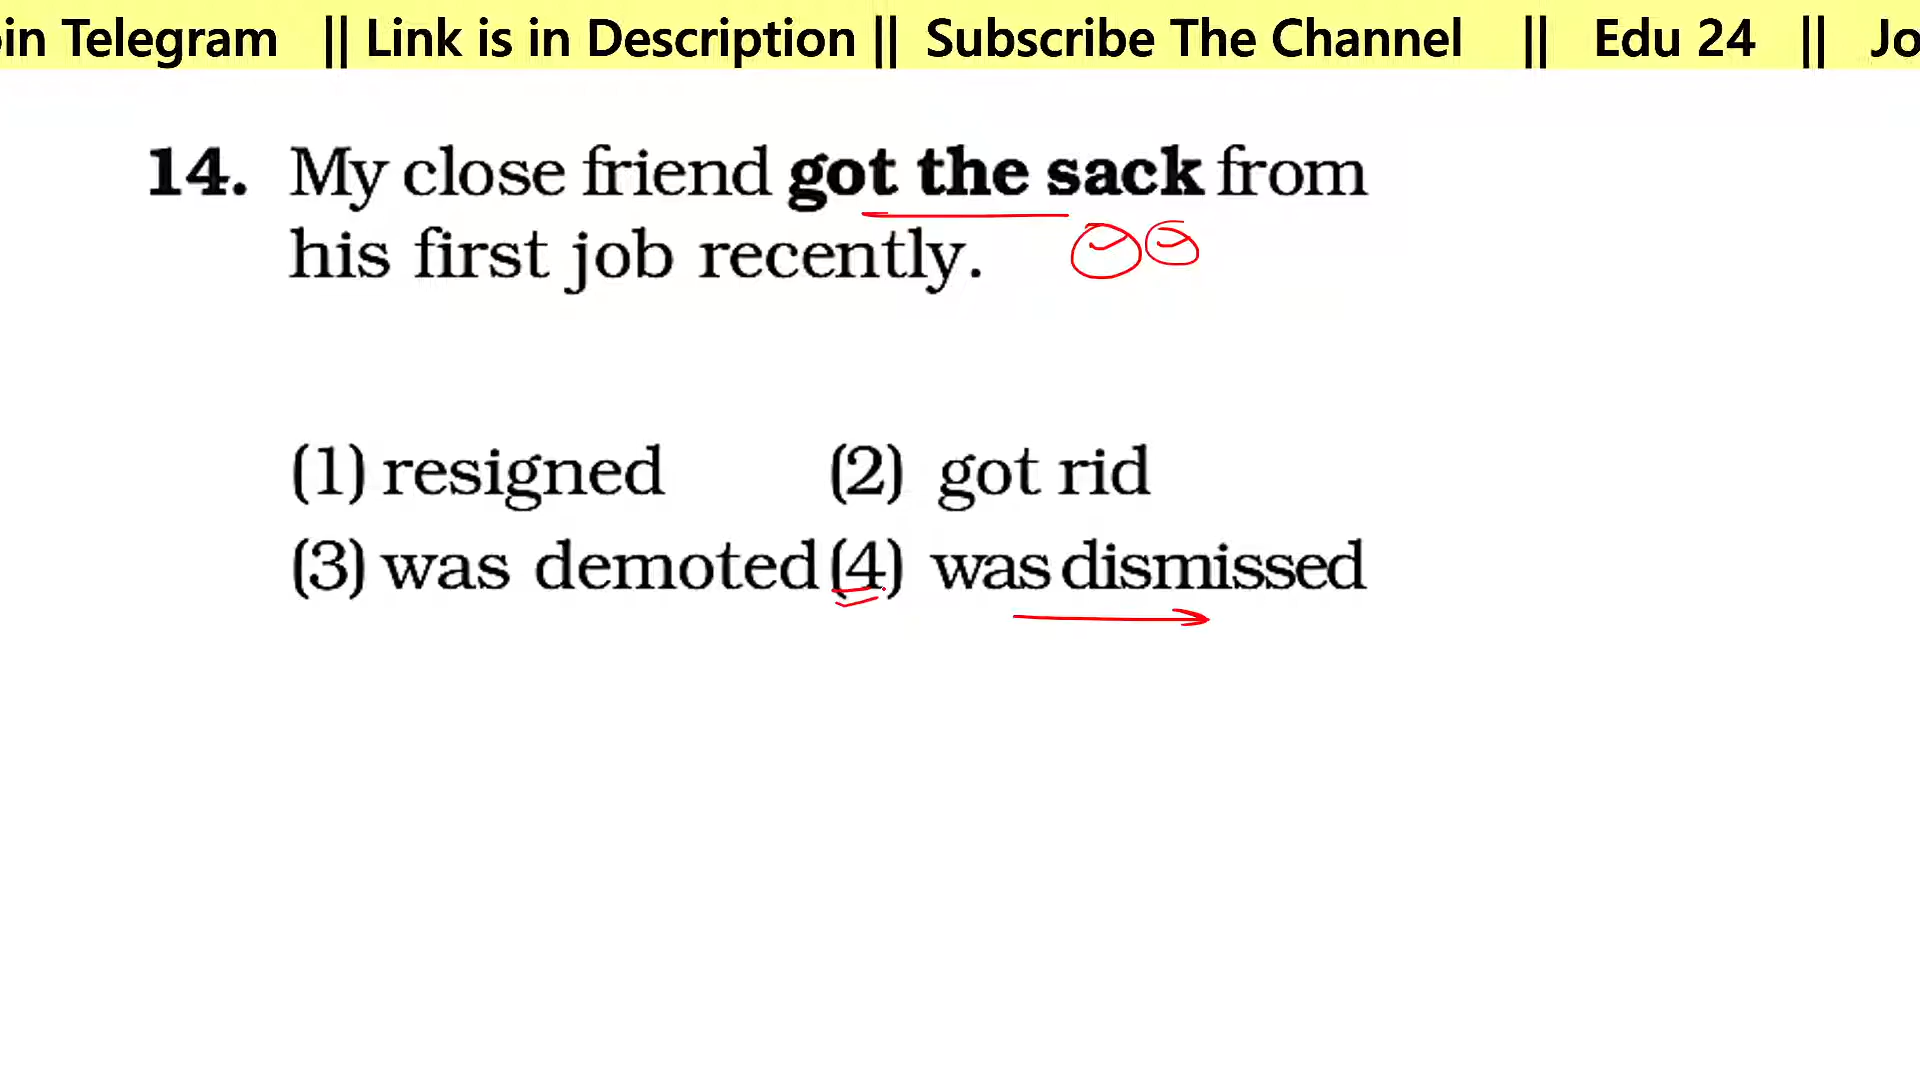 in Telegram || Link is in Description || Subscribe The Channel || Edu 24 || Jo
14. My close friend got the sack from
his first job recently.
(1) resigned (2) got rid
(3) was demoted (4) was dismissed